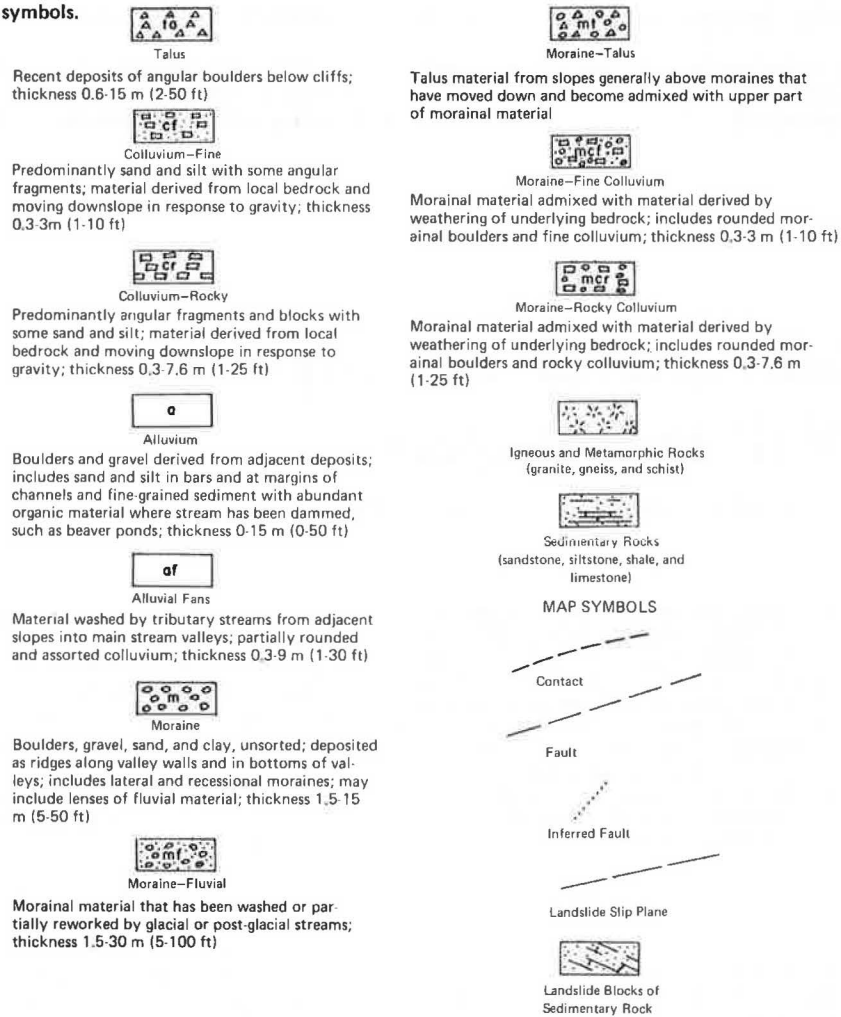 symbols.
ta
Talus
Recent deposits of angular boulders below cliffs;
thickness 0.6-15 m (2-50 ft)
cf
Colluvium—Fine
Predominantly sand and silt with some angular
fragments; material derived from local bedrock and
moving downslope in response to gravity; thickness
0.3-3m (1-10 ft)
cr
Colluvium—Rocky
Predominantly angular fragments and blocks with
some sand and silt; material derived from local
bedrock and moving downslope in response to
gravity; thickness 0.3-7.6 m (1-25 ft)
a
Alluvium
Boulders and gravel derived from adjacent deposits;
includes sand and silt in bars and at margins of
channels and fine-grained sediment with abundant
organic material where stream has been dammed,
such as beaver ponds; thickness 0-15 m (0-50 ft)
af
Alluvial Fans
Material washed by tributary streams from adjacent
slopes into main stream valleys; partially rounded
and assorted colluvium; thickness 0.3-9 m (1-30 ft)
m
Moraine
Boulders, gravel, sand, and clay, unsorted; deposited
as ridges along valley walls and in bottoms of val-
leys; includes lateral and recessional moraines; may
include lenses of fluvial material; thickness 1.5-15
m (5-50 ft)
mf
Moraine—Fluvial
Morainal material that has been washed or par-
tially reworked by glacial or post-glacial streams;
thickness 1.5-30 m (5-100 ft)
mt
Moraine—Talus
Talus material from slopes generally above moraines that
have moved down and become admixed with upper part
of morainal material
mcf
Moraine—Fine Colluvium
Morainal material admixed with material derived by
weathering of underlying bedrock; includes rounded mor-
ainal boulders and fine colluvium; thickness 0.3-3 m (1-10 ft)
mcr
Moraine—Rocky Colluvium
Morainal material admixed with material derived by
weathering of underlying bedrock; includes rounded mor-
ainal boulders and rocky colluvium; thickness 0.3-7.6 m
(1-25 ft)
Igneous and Metamorphic Rocks
(granite, gneiss, and schist)
Sedimentary Rocks
(sandstone, siltstone, shale, and
limestone)
MAP SYMBOLS
Contact
Fault
Inferred Fault
Landslide Slip Plane
Landslide Blocks of
Sedimentary Rock